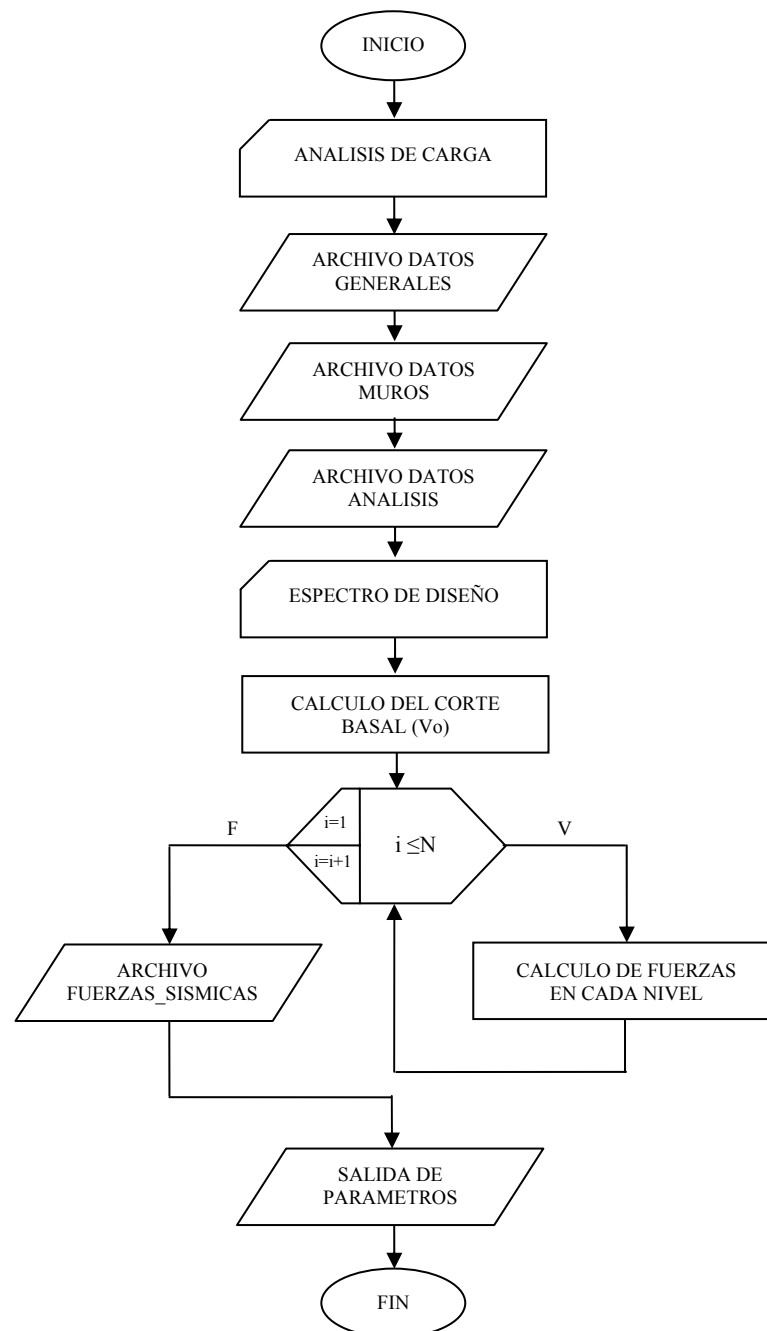 INICIO
ANALISIS DE CARGA
ARCHIVO DATOS
GENERALES
ARCHIVO DATOS
MUROS
ARCHIVO DATOS
ANALISIS
ESPECTRO DE DISEÑO
CALCULO DEL CORTE
BASAL (Vo)
F
i=1
i=i+1
i ≤N
V
ARCHIVO
FUERZAS_SISMICAS
CALCULO DE FUERZAS
EN CADA NIVEL
SALIDA DE
PARAMETROS
FIN